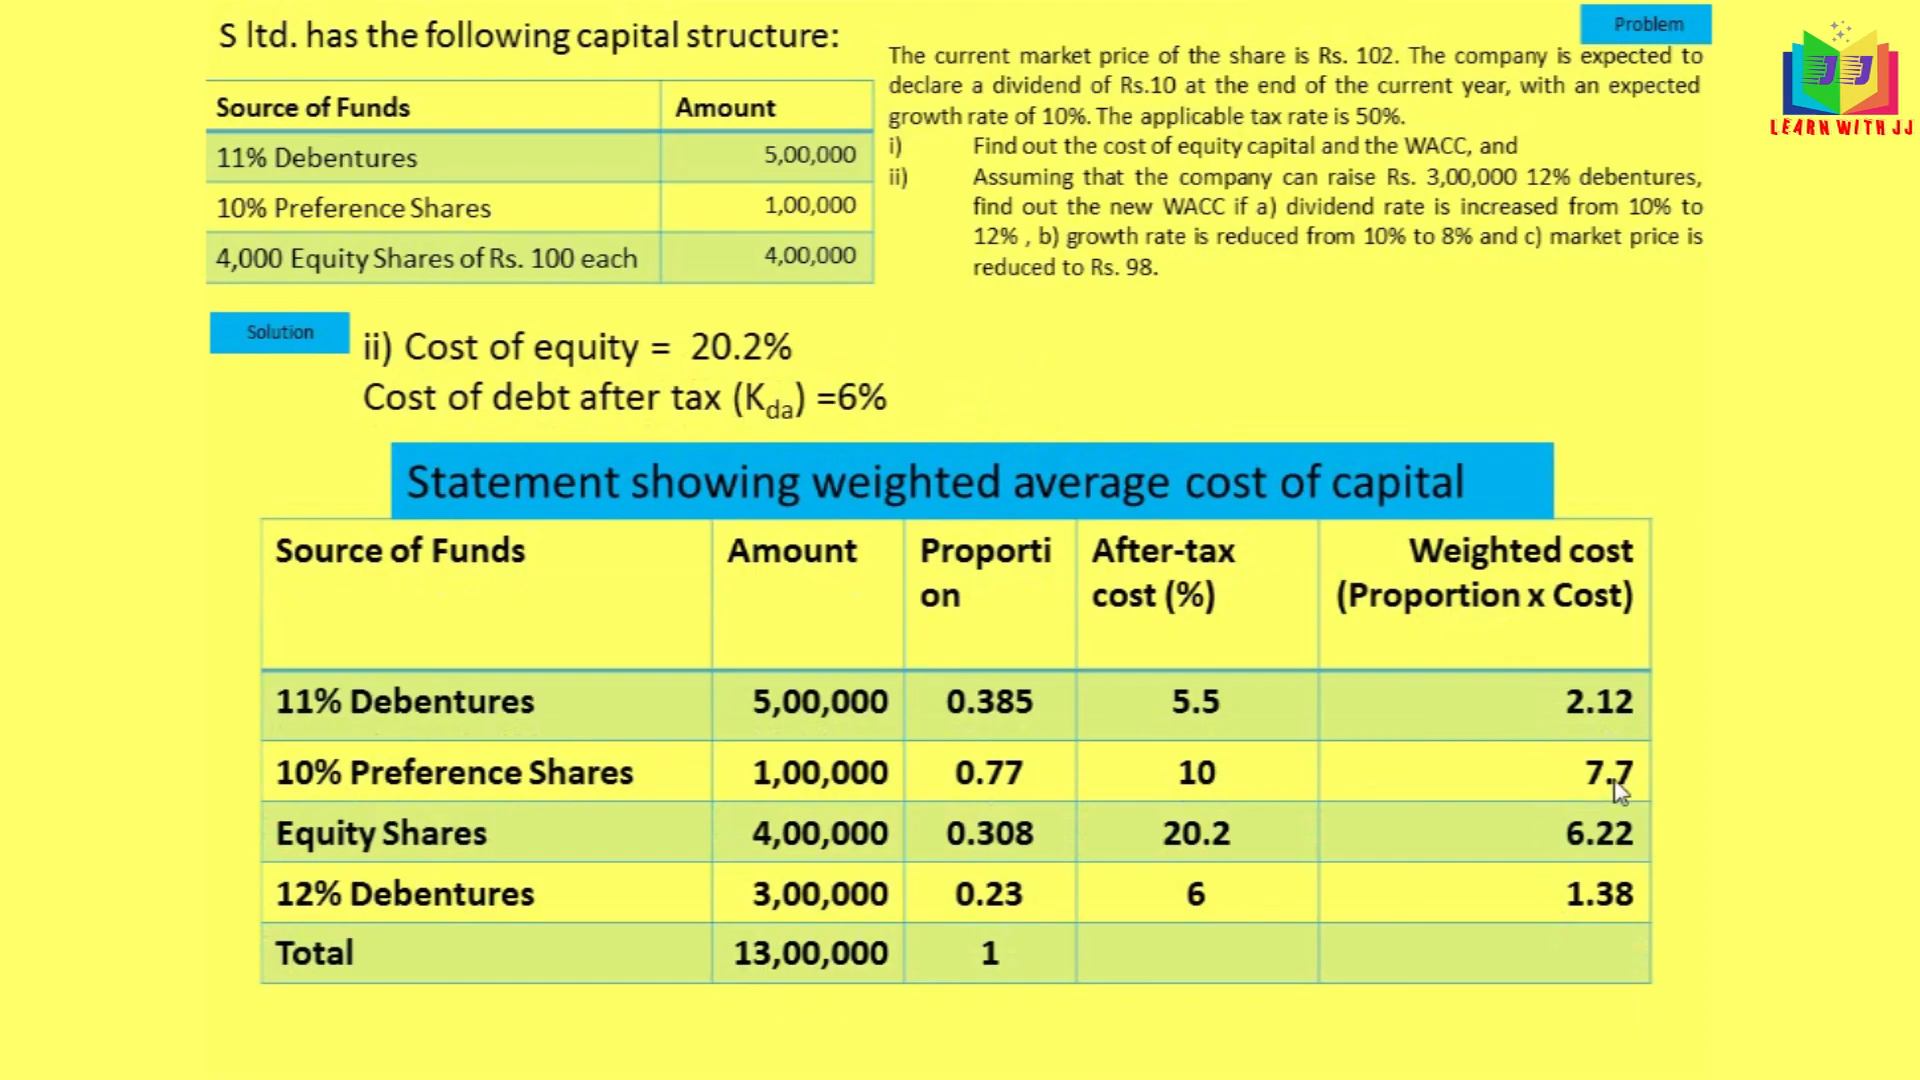 S ltd. has the following capital structure:
Source of Funds Amount
11% Debentures 5,00,000
10% Preference Shares 1,00,000
4,000 Equity Shares of Rs. 100 each 4,00,000
Problem
The current market price of the share is Rs. 102. The company is expected to
declare a dividend of Rs.10 at the end of the current year, with an expected
growth rate of 10%. The applicable tax rate is 50%.
i) Find out the cost of equity capital and the WACC, and
ii) Assuming that the company can raise Rs. 3,00,000 12% debentures,
find out the new WACC if a) dividend rate is increased from 10% to
12% , b) growth rate is reduced from 10% to 8% and c) market price is
reduced to Rs. 98.
JJ
LEARN WITH JJ
Solution
ii) Cost of equity = 20.2%
Cost of debt after tax (Kda) =6%
Statement showing weighted average cost of capital
Source of Funds Amount Proporti After-tax Weighted cost
on cost (%) (Proportion x Cost)
11% Debentures 5,00,000 0.385 5.5 2.12
10% Preference Shares 1,00,000 0.77 10 7.7
Equity Shares 4,00,000 0.308 20.2 6.22
12% Debentures 3,00,000 0.23 6 1.38
Total 13,00,000 1